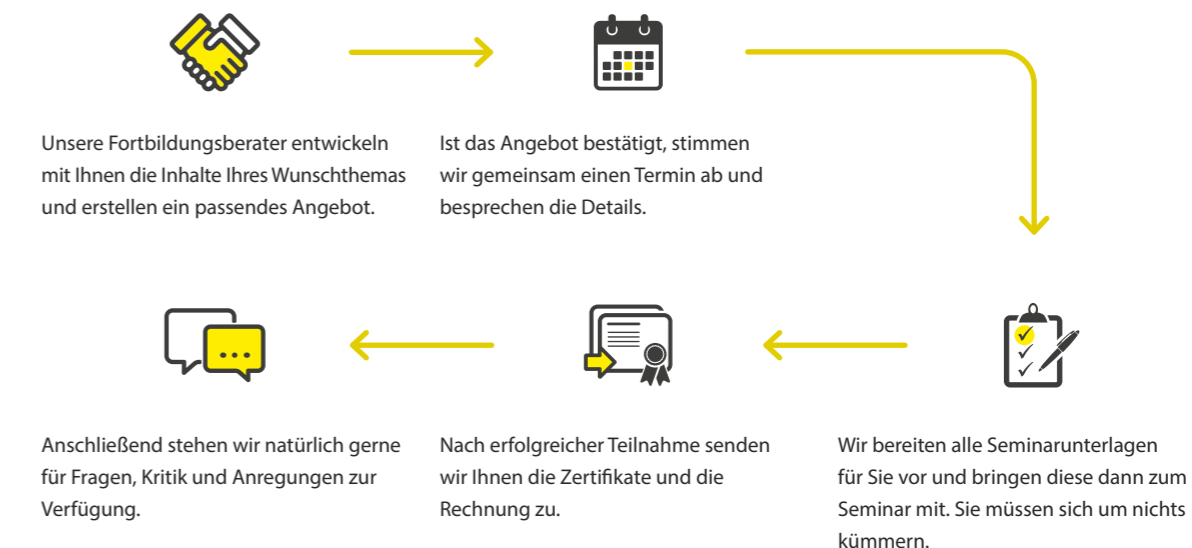 Unsere Fortbildungsberater entwickeln
mit Ihnen die Inhalte Ihres Wunschthemas
und erstellen ein passendes Angebot.
Ist das Angebot bestätigt, stimmen
wir gemeinsam einen Termin ab und
besprechen die Details.
Wir bereiten alle Seminarunterlagen
für Sie vor und bringen diese dann zum
Seminar mit. Sie müssen sich um nichts
kümmern.
Nach erfolgreicher Teilnahme senden
wir Ihnen die Zertifikate und die
Rechnung zu.
Anschließend stehen wir natürlich gerne
für Fragen, Kritik und Anregungen zur
Verfügung.